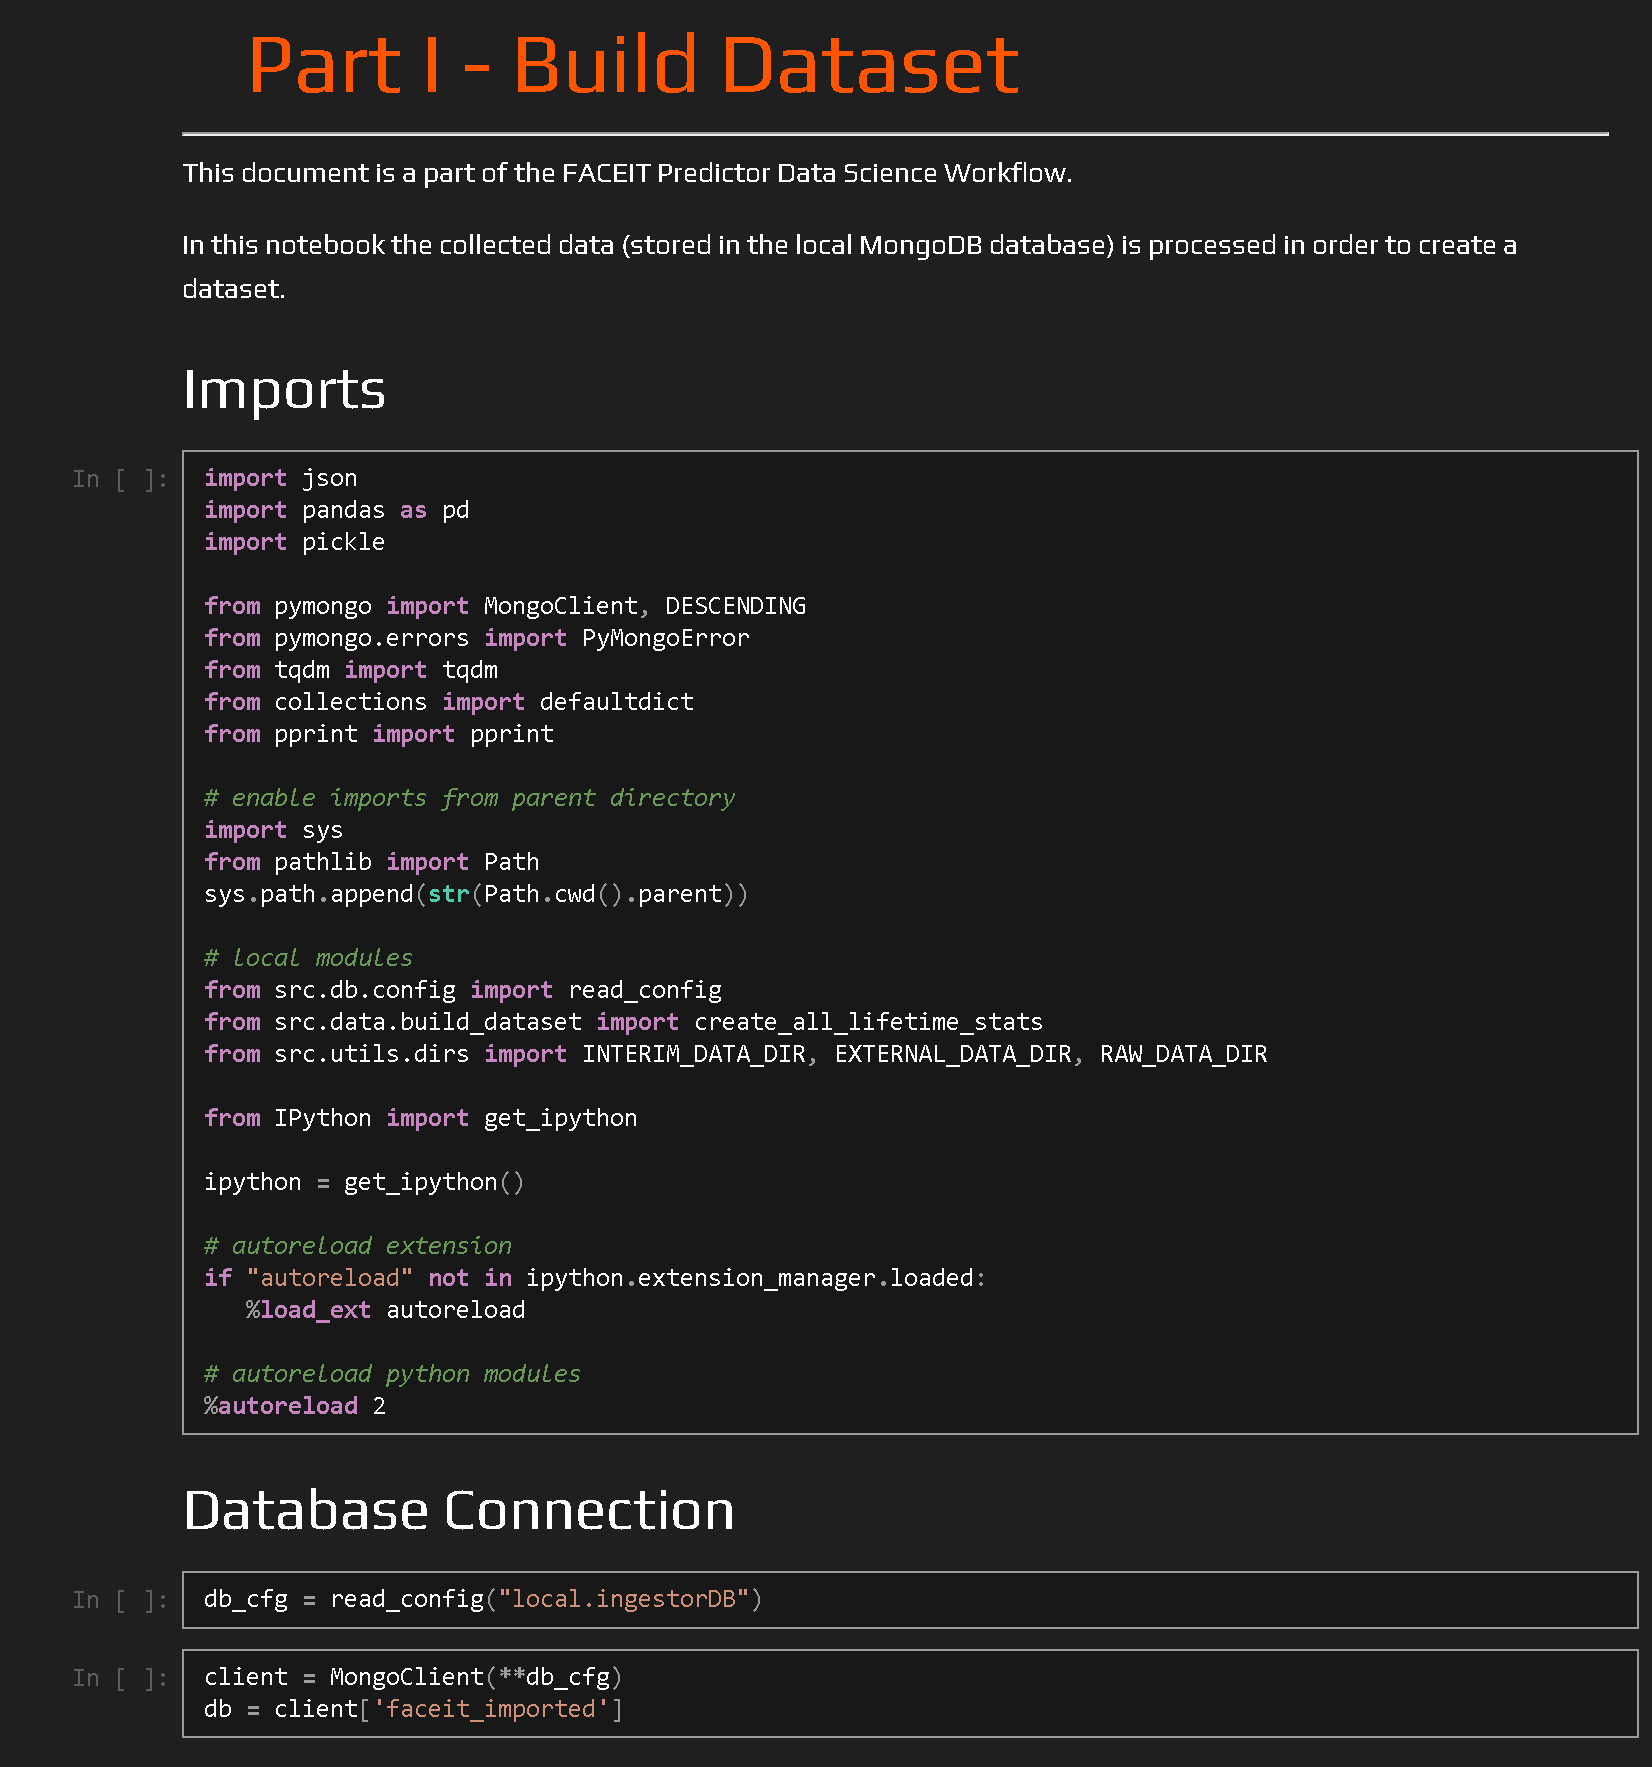 Part I - Build Dataset
This document is a part of the FACEIT Predictor Data Science Workflow.
In this notebook the collected data (stored in the local MongoDB database) is processed in order to create a
dataset.
Imports
In [ ]:
import json
import pandas as pd
import pickle
from pymongo import MongoClient, DESCENDING
from pymongo.errors import PyMongoError
from tqdm import tqdm
from collections import defaultdict
from pprint import pprint
# enable imports from parent directory
import sys
from pathlib import Path
sys.path.append(str(Path.cwd().parent))
# local modules
from src.db.config import read_config
from src.data.build_dataset import create_all_lifetime_stats
from src.utils.dirs import INTERIM_DATA_DIR, EXTERNAL_DATA_DIR, RAW_DATA_DIR
from IPython import get_ipython
ipython = get_ipython()
# autoreload extension
if "autoreload" not in ipython.extension_manager.loaded:
   %load_ext autoreload
# autoreload python modules
%autoreload 2
Database Connection
In [ ]:
db_cfg = read_config("local.ingestorDB")
In [ ]:
client = MongoClient(**db_cfg)
db = client['faceit_imported']